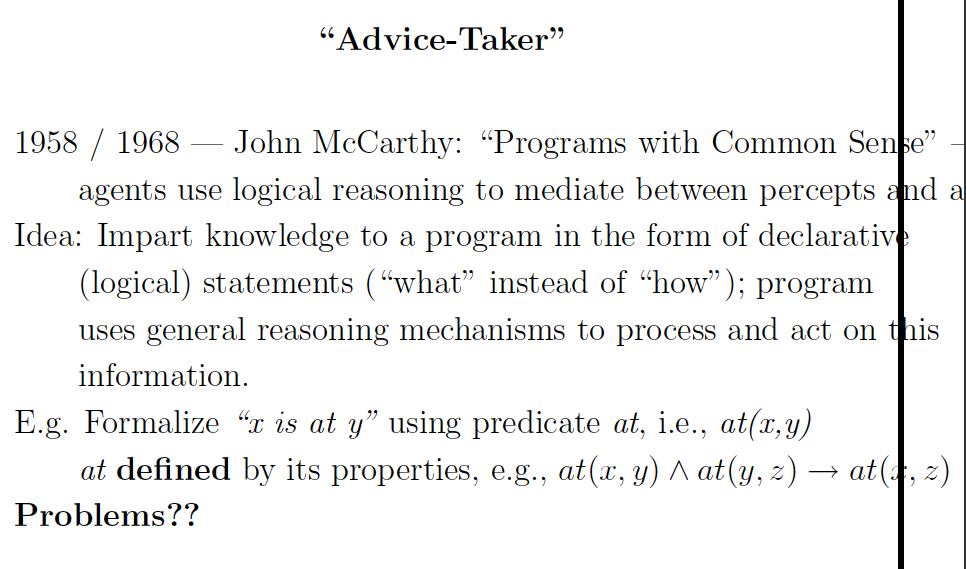 “Advice-Taker”
1958 / 1968 — John McCarthy: “Programs with Common Sense” –
agents use logical reasoning to mediate between percepts and a
Idea: Impart knowledge to a program in the form of declarative
(logical) statements (“what” instead of “how”); program
uses general reasoning mechanisms to process and act on this
information.
E.g. Formalize “x is at y” using predicate at, i.e., at(x,y)
at defined by its properties, e.g., at(x, y) ∧ at(y, z) → at(x, z)
Problems??